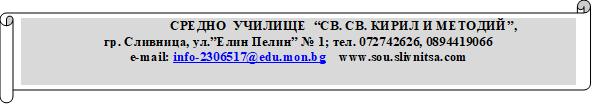 СРЕДНО УЧИЛИЩЕ “СВ. СВ. КИРИЛ И МЕТОДИЙ”,
гр. Сливница, ул.”Елин Пелин” № 1; тел. 072742626, 0894419066
e-mail: info-2306517@edu.mon.bg www.sou.slivnitsa.com